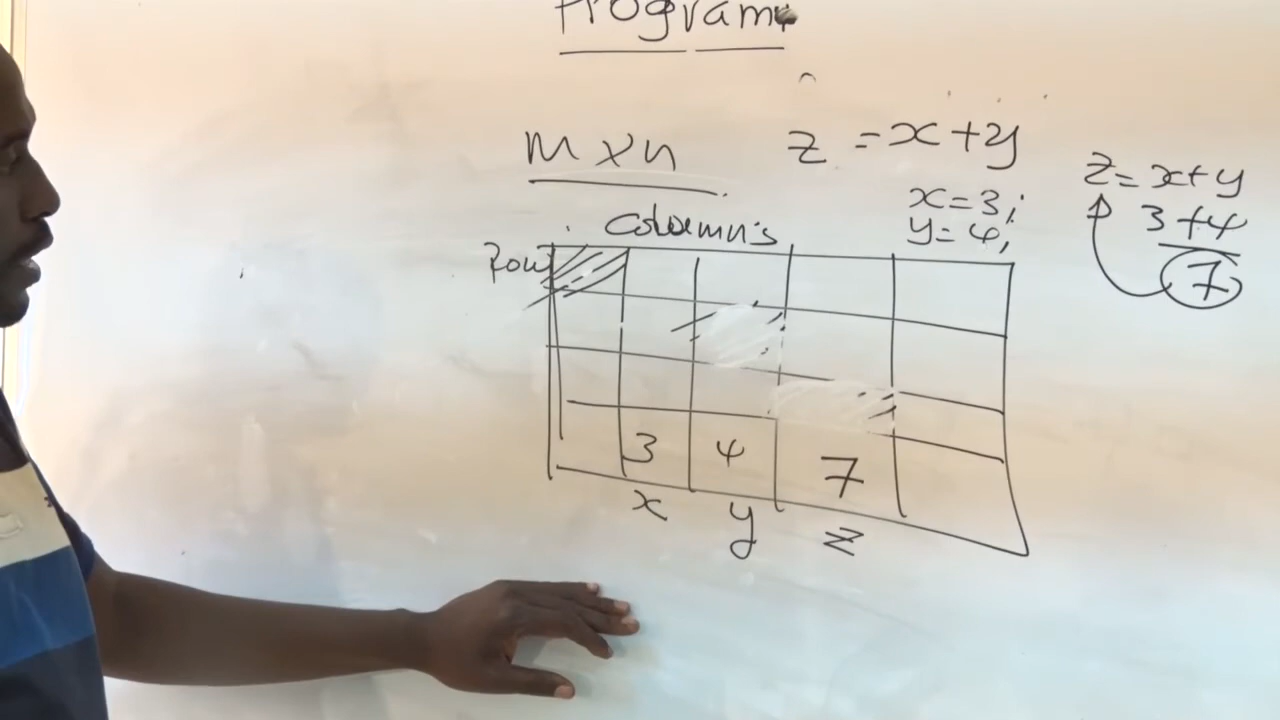 Program
m x n
z = x + y
x = 3;
y = 4;
z = x + y
3 + 4
7
Columns
Row
3 4 7
x y z